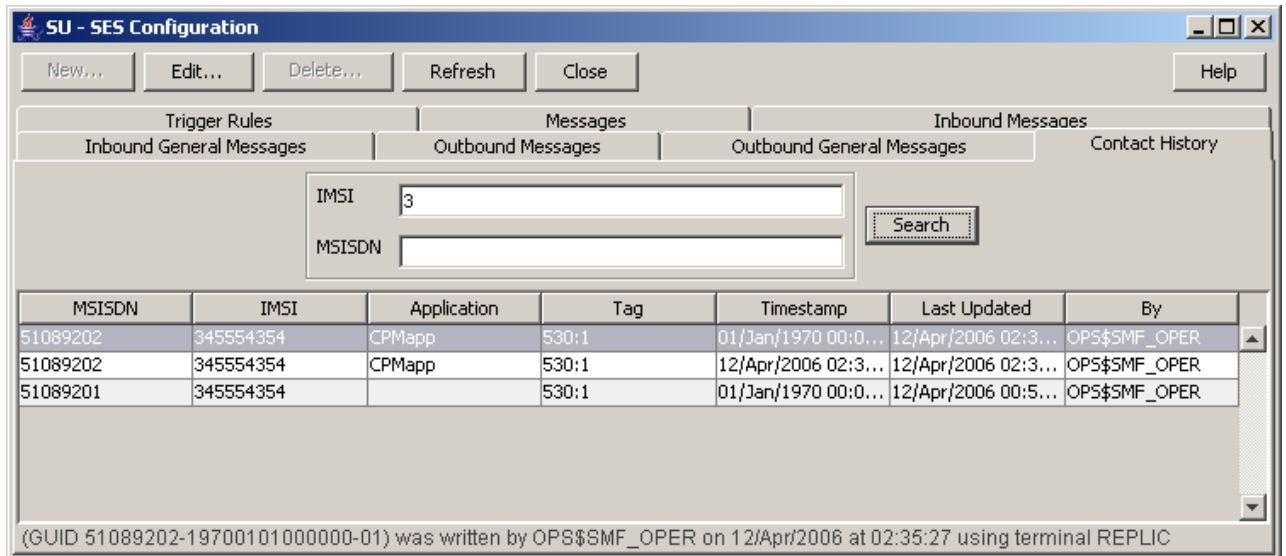 SU - SES Configuration
New... Edit... Delete... Refresh Close Help
Trigger Rules Messages Inbound Messages
Inbound General Messages Outbound Messages Outbound General Messages Contact History
IMSI 3
Search
MSISDN
MSISDN IMSI Application Tag Timestamp Last Updated By
51089202 345554354 CPMapp 530:1 01/Jan/1970 00:0... 12/Apr/2006 02:3... OPS$SMF_OPER
51089202 345554354 CPMapp 530:1 12/Apr/2006 02:3... 12/Apr/2006 02:3... OPS$SMF_OPER
51089201 345554354 530:1 01/Jan/1970 00:0... 12/Apr/2006 00:5... OPS$SMF_OPER
(GUID 51089202-19700101000000-01) was written by OPS$SMF_OPER on 12/Apr/2006 at 02:35:27 using terminal REPLIC